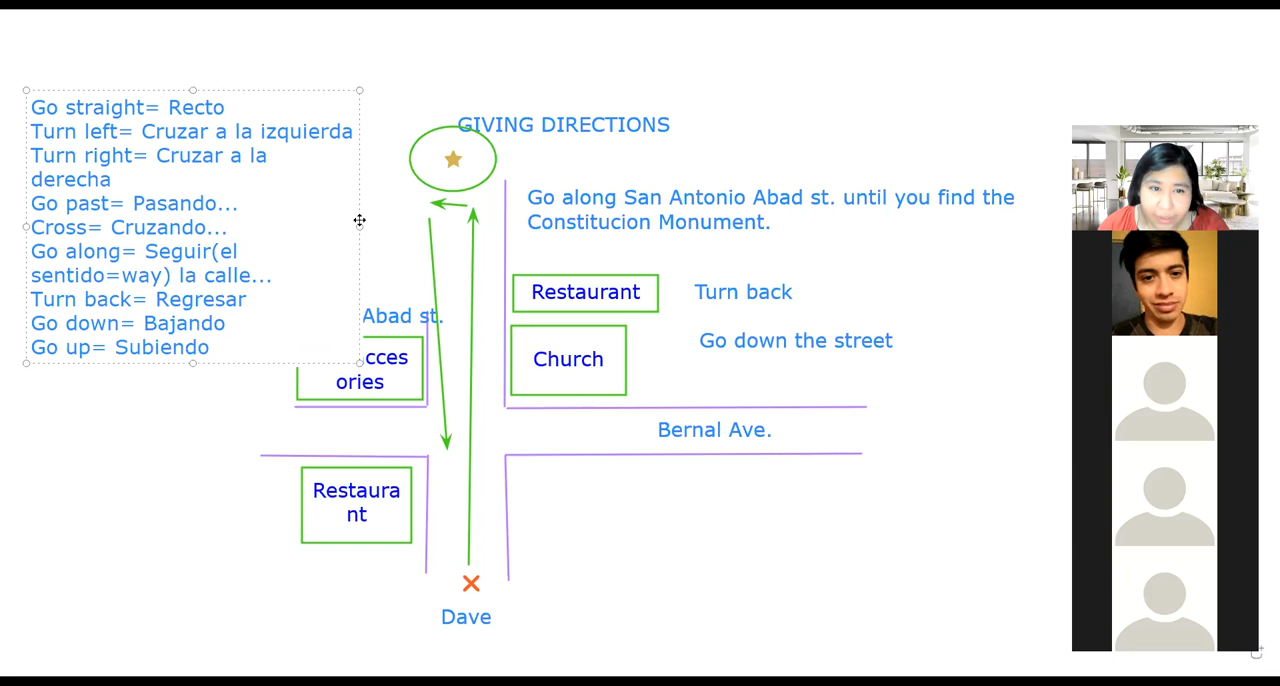 Go straight= Recto
Turn left= Cruzar a la izquierda
Turn right= Cruzar a la
derecha
Go past= Pasando...
Cross= Cruzando...
Go along= Seguir(el
sentido=way) la calle...
Turn back= Regresar
Go down= Bajando
Go up= Subiendo
GIVING DIRECTIONS
Go along San Antonio Abad st. until you find the
Constitucion Monument.
Restaurant
Turn back
Abad st.
Church
Go down the street
cces
ories
Bernal Ave.
Restaura
nt
Dave